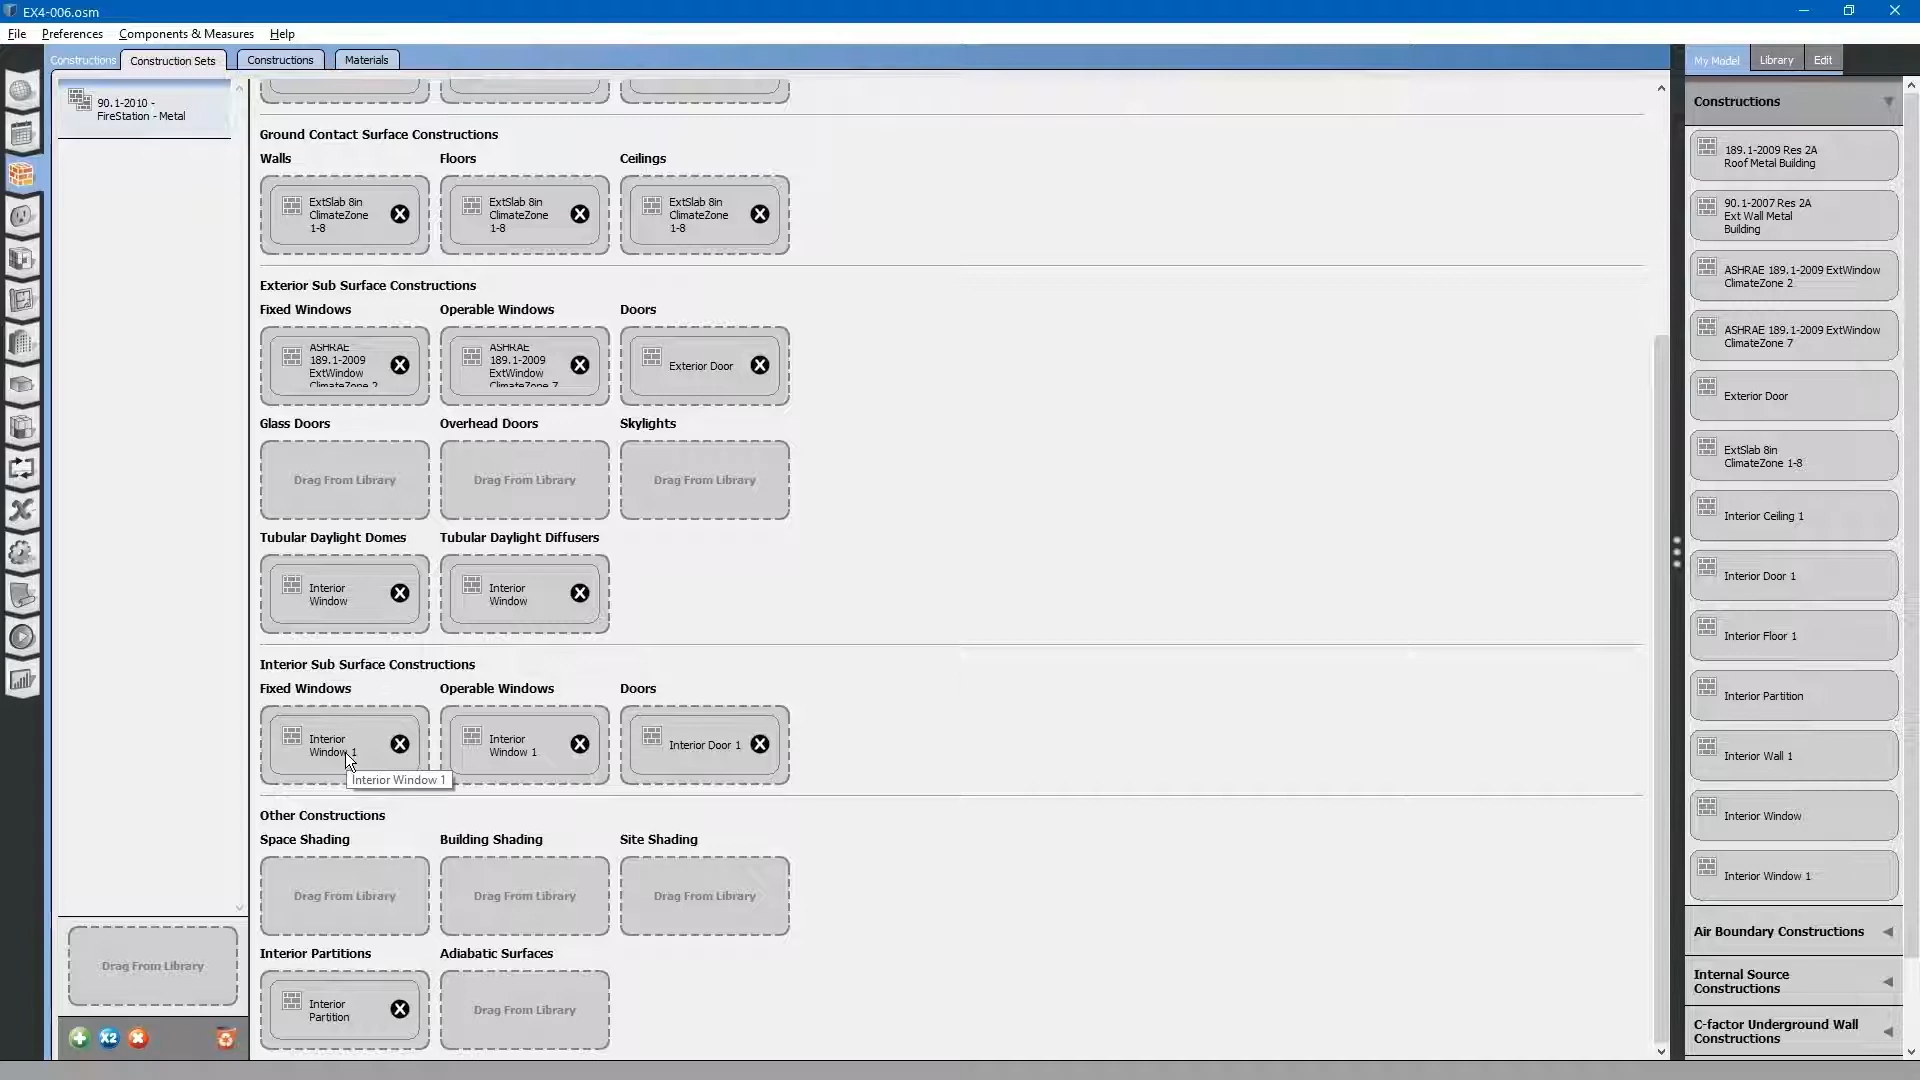 EX4-006.osm
File Preferences Components & Measures Help
Constructions Construction Sets Constructions Materials
My Model Library Edit
90.1-2010 -
FireStation - Metal
Drag From Library
X2
Ground Contact Surface Constructions
Walls Floors Ceilings
ExtSlab 8in ExtSlab 8in ExtSlab 8in
ClimateZone ClimateZone ClimateZone
1-8 1-8 1-8
Exterior Sub Surface Constructions
Fixed Windows Operable Windows Doors
ASHRAE ASHRAE
189.1-2009 189.1-2009
ExtWindow ExtWindow Exterior Door
ClimateZone 2 ClimateZone 7
Glass Doors Overhead Doors Skylights
Drag From Library Drag From Library Drag From Library
Tubular Daylight Domes Tubular Daylight Diffusers
Interior Interior
Window Window
Interior Sub Surface Constructions
Fixed Windows Operable Windows Doors
Interior Interior Interior Door 1
Window 1 Window 1
Interior Window 1
Other Constructions
Space Shading Building Shading Site Shading
Drag From Library Drag From Library Drag From Library
Interior Partitions Adiabatic Surfaces
Interior
Partition
Drag From Library
Constructions
189.1-2009 Res 2A
Roof Metal Building
90.1-2007 Res 2A
Ext Wall Metal
Building
ASHRAE 189.1-2009 ExtWindow
ClimateZone 2
ASHRAE 189.1-2009 ExtWindow
ClimateZone 7
Exterior Door
ExtSlab 8in
ClimateZone 1-8
Interior Ceiling 1
Interior Door 1
Interior Floor 1
Interior Partition
Interior Wall 1
Interior Window
Interior Window 1
Air Boundary Constructions
Internal Source
Constructions
C-factor Underground Wall
Constructions